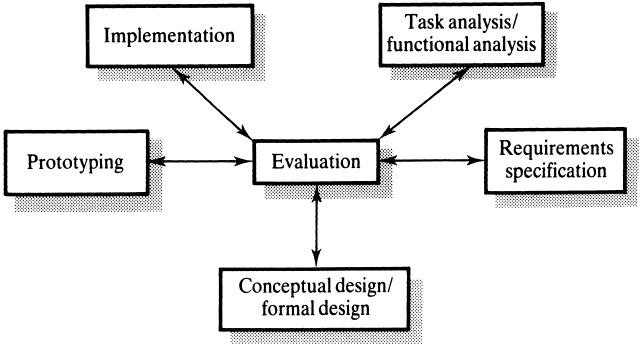 Implementation
Task analysis/
functional analysis
Prototyping
Evaluation
Requirements
specification
Conceptual design/
formal design